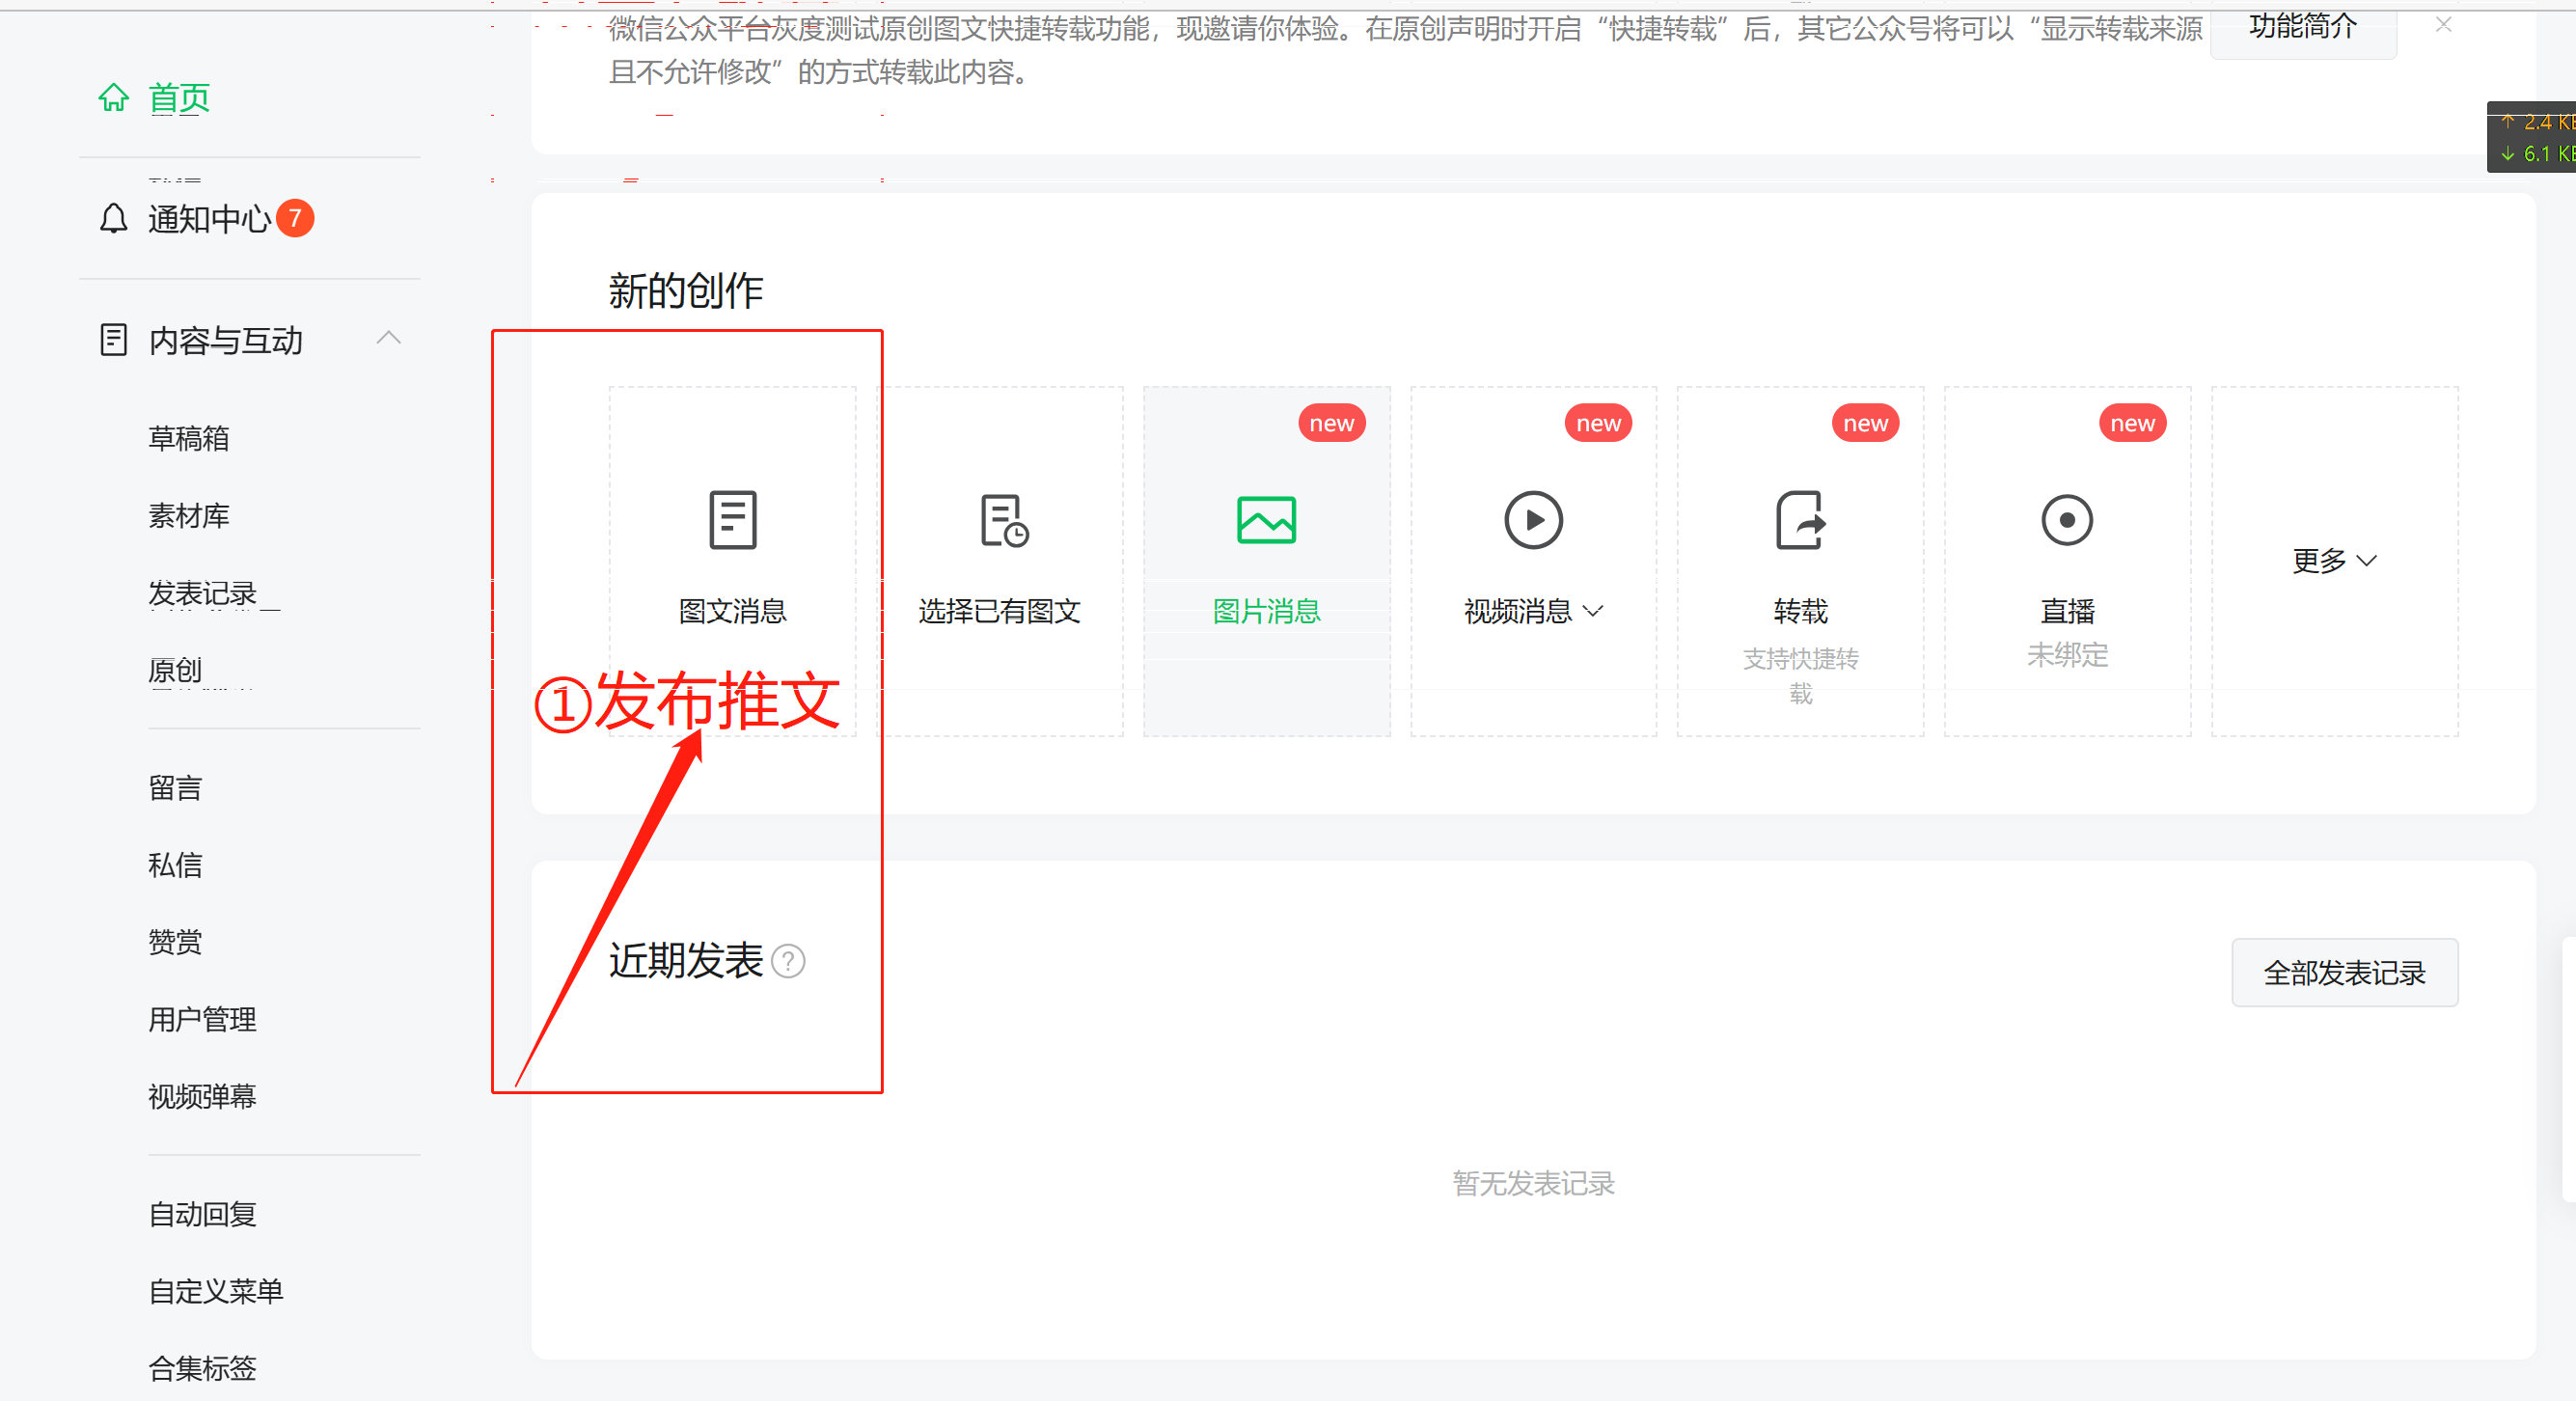 微信公众平台灰度测试原创图文快捷转载功能，现邀请你体验。在原创声明时开启“快捷转载”后，其它公众号将可以“显示转载来源
且不允许修改”的方式转载此内容。
功能简介
首页
通知中心 7
内容与互动
草稿箱
素材库
发表记录
原创
留言
私信
赞赏
用户管理
视频弹幕
自动回复
自定义菜单
合集标签
↑ 2.4 K
↓ 6.1 K
新的创作
图文消息
选择已有图文
new
图片消息
new
视频消息
new
转载
支持快捷转
载
new
直播
未绑定
更多
①发布推文
近期发表 ?
全部发表记录
暂无发表记录